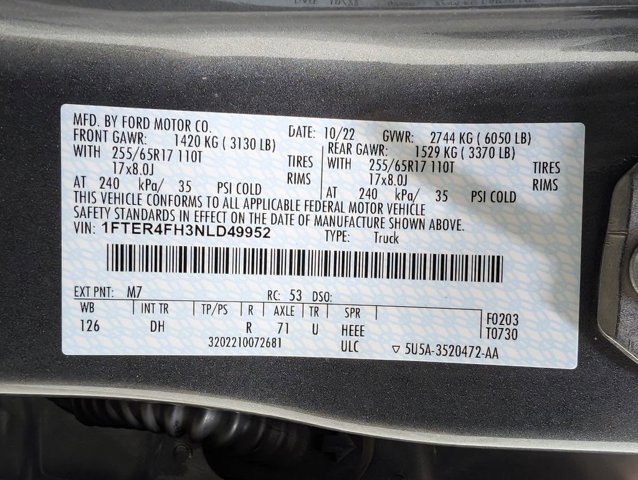 MFD. BY FORD MOTOR CO. DATE: 10/22 GVWR: 2744 KG ( 6050 LB)
FRONT GAWR: 1420 KG ( 3130 LB) REAR GAWR: 1529 KG ( 3370 LB)
WITH 255/65R17 110T TIRES WITH 255/65R17 110T TIRES
17x8.0J RIMS 17x8.0J RIMS
AT 240 kPa/ 35 PSI COLD AT 240 kPa/ 35 PSI COLD
THIS VEHICLE CONFORMS TO ALL APPLICABLE FEDERAL MOTOR VEHICLE
SAFETY STANDARDS IN EFFECT ON THE DATE OF MANUFACTURE SHOWN ABOVE.
VIN: 1FTER4FH3NLD49952 TYPE: Truck
EXT PNT: M7 RC: 53 DSO:
WB INT TR TP/PS R AXLE TR SPR F0203
126 DH R 71 U HEEE T0730
3202210072681 ULC ▽ 5U5A-3520472-AA